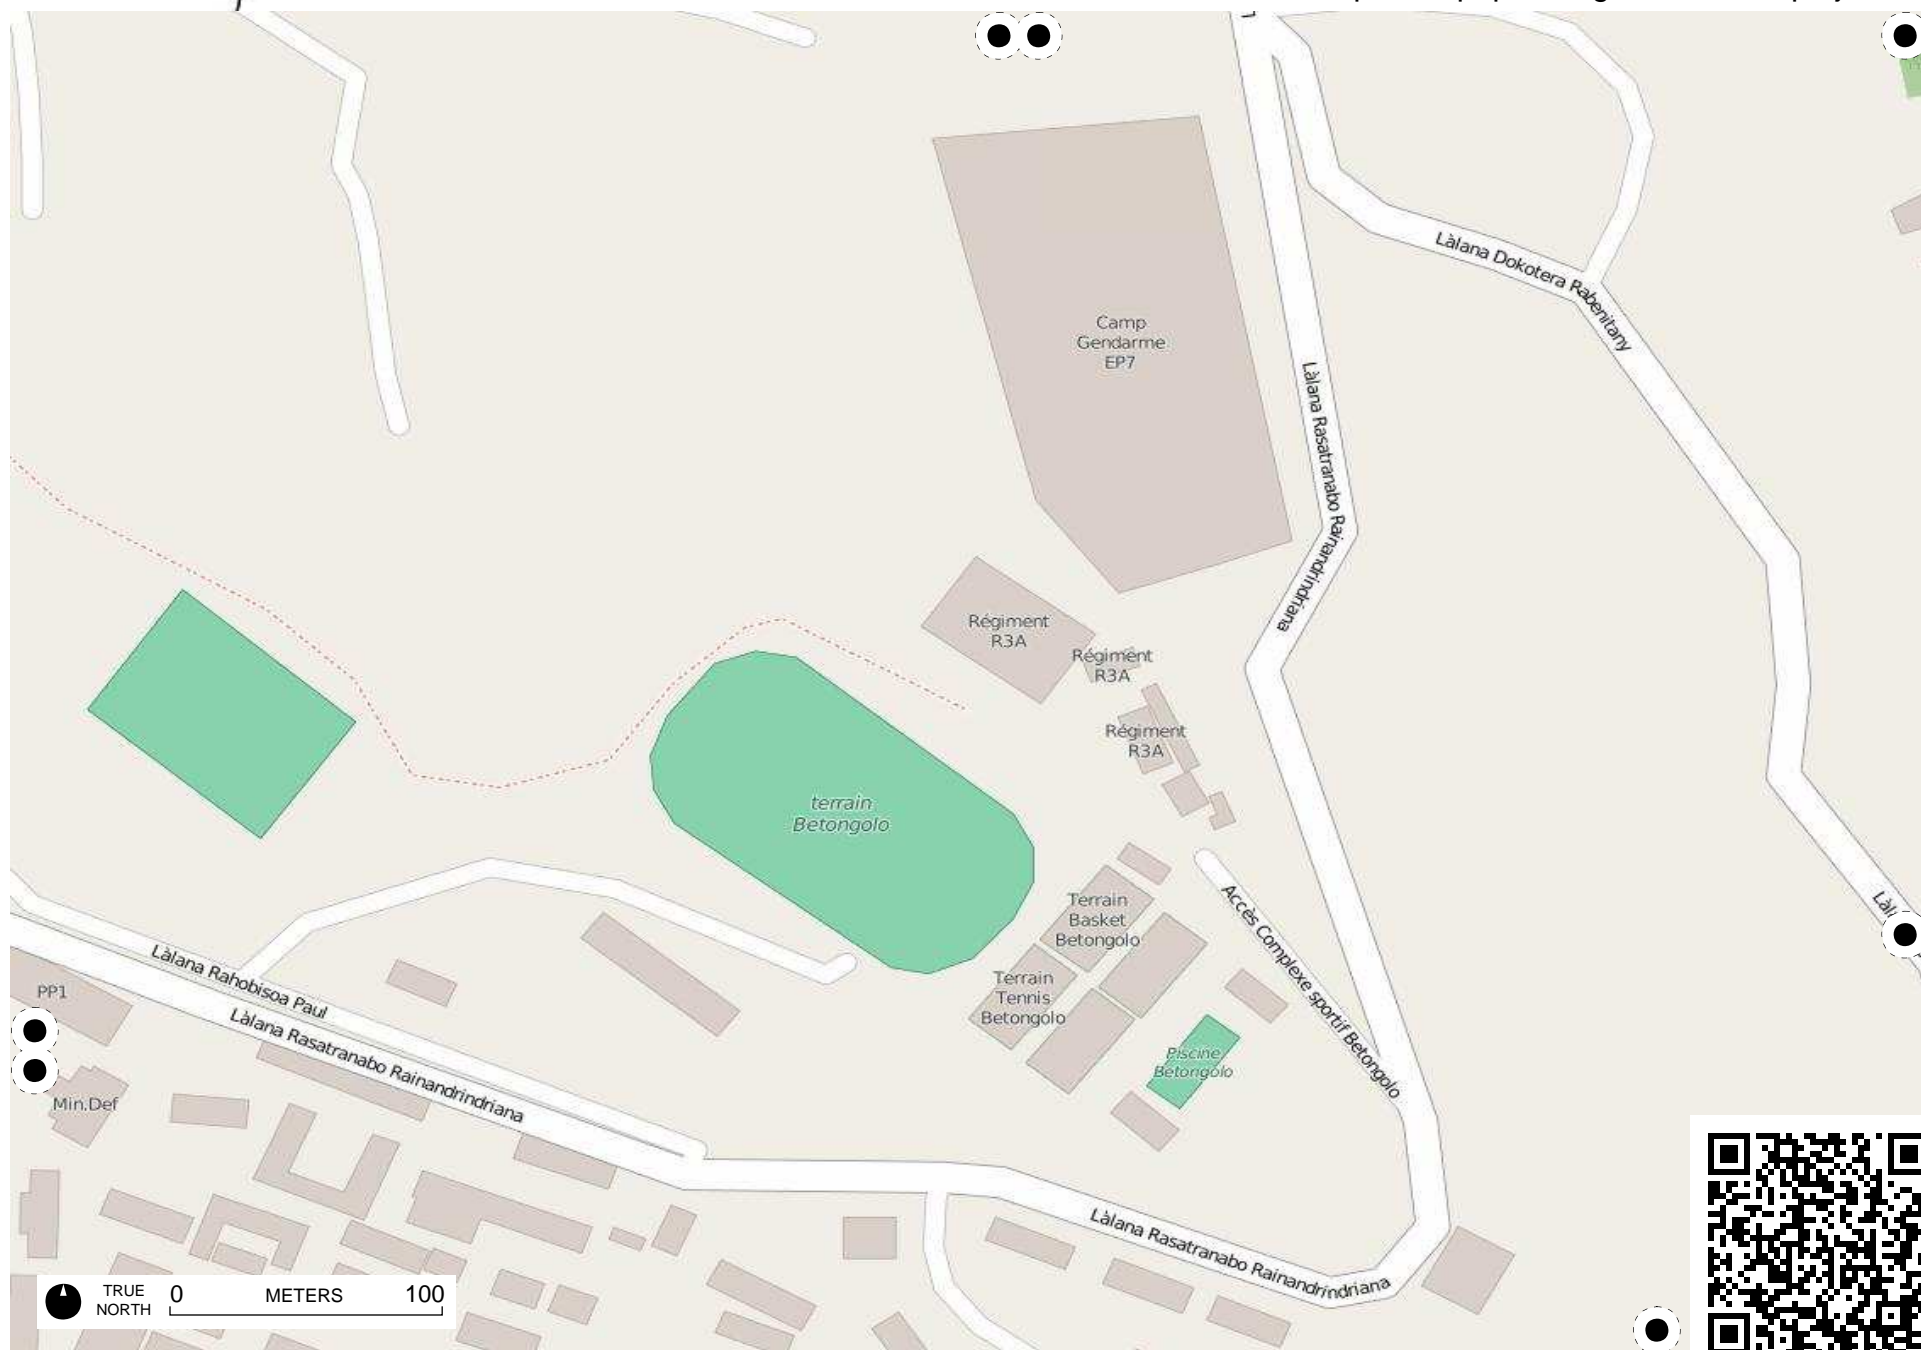 Làlana Dokotera Rabenitany
Camp
Gendarme
EP7
Làlana Rasatranabo Rainandrindriana
Régiment
R3A
Régiment
R3A
Régiment
R3A
terrain
Betongolo
Terrain
Basket
Betongolo
Accès Complexe sportif Betongolo
Terrain
Tennis
Betongolo
Piscine
Betongolo
Làlana Rahobisoa Paul
PP1
Làlana Rasatranabo Rainandrindriana
Min.Def
Làlana Rasatranabo Rainandrindriana
TRUE
NORTH
0 METERS 100